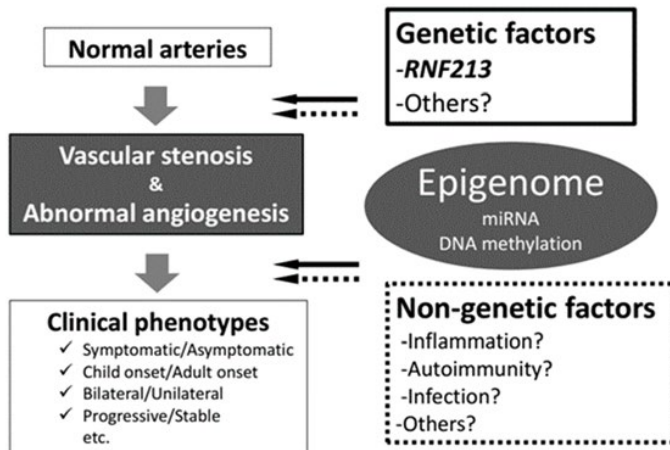 Normal arteries
Vascular stenosis
&
Abnormal angiogenesis
Clinical phenotypes
✓ Symptomatic/Asymptomatic
✓ Child onset/Adult onset
✓ Bilateral/Unilateral
✓ Progressive/Stable
etc.
Genetic factors
-RNF213
-Others?
Epigenome
miRNA
DNA methylation
Non-genetic factors
-Inflammation?
-Autoimmunity?
-Infection?
-Others?